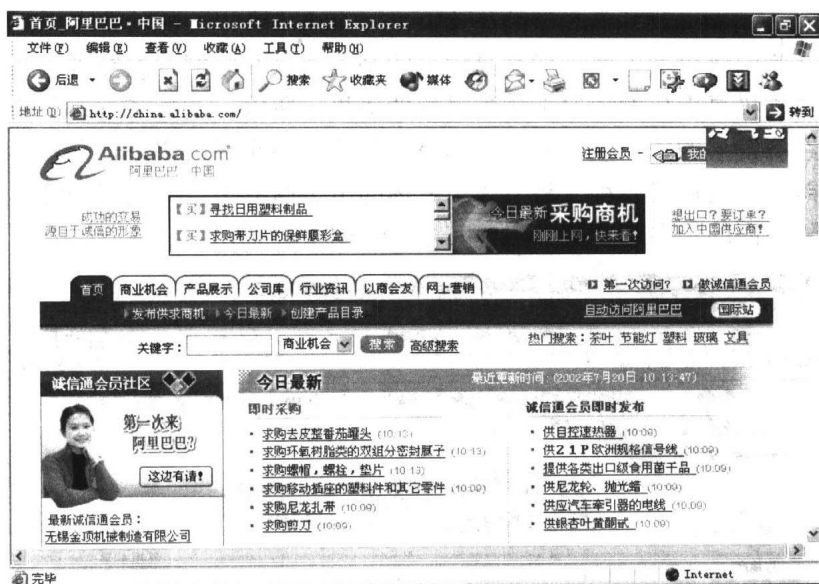 首页_阿里巴巴·中国 - Microsoft Internet Explorer
文件(F) 编辑(E) 查看(V) 收藏(A) 工具(T) 帮助(H)
后退 搜索 收藏夹 媒体
地址(D) http://china.alibaba.com/ 转到
Alibaba.com
阿里巴巴 中国
注册会员 -
成功的交易
源自于诚信的形象
【买】寻找日用塑料制品
【买】求购带刀片的保鲜膜彩盒
今日最新 采购商机
刚刚上网,快来看!
想出口?要订单?
加入中国供应商!
首页 商业机会 产品展示 公司库 行业资讯 以商会友 网上营销
第一次访问? 做诚信通会员
发布供求商机 今日最新 创建产品目录 自动访问阿里巴巴 国际站
关键字: 商业机会 搜索 高级搜索
热门搜索:茶叶 节能灯 塑料 玻璃 文具
诚信通会员社区
第一次来
阿里巴巴?
这边有请!
最新诚信通会员:
无锡金顶机械制造有限公司
今日最新 最近更新时间:(2002年7月20日 10:13:47)
即时采购
· 求购去皮整番茄罐头 (10:13)
· 求购环氧树脂类的双组分密封腻子 (10:13)
· 求购螺帽,螺栓,垫片 (10:13)
· 求购移动插座的塑料件和其它零件 (10:09)
· 求购尼龙扎带 (10:09)
· 求购剪刀 (10:09)
诚信通会员即时发布
· 供自控速热器 (10:09)
· 供Z1P欧洲规格信号线 (10:09)
· 提供各类出口级食用菌干品 (10:09)
· 供尼龙轮、抛光蜡 (10:09)
· 供应汽车牵引器的电线 (10:09)
· 供银杏叶黄酮甙 (10:09)
完毕 Internet